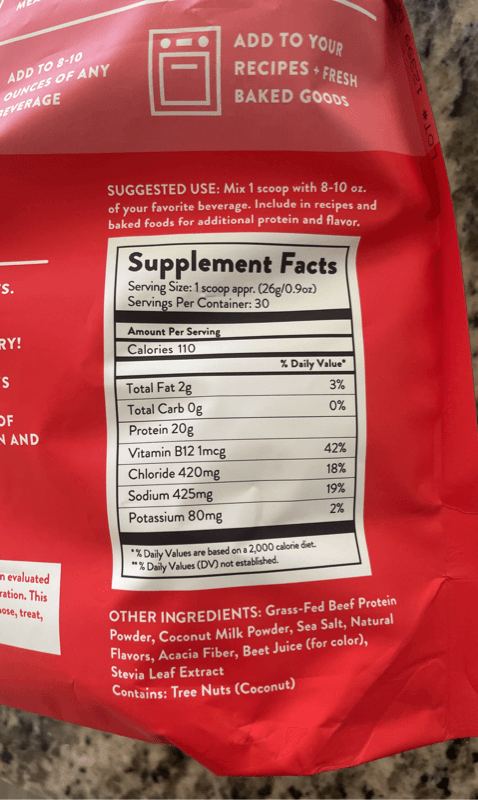 ADD TO 8-10
OUNCES OF ANY
BEVERAGE
ADD TO YOUR
RECIPES + FRESH
BAKED GOODS
SUGGESTED USE: Mix 1 scoop with 8-10 oz.
of your favorite beverage. Include in recipes and
baked foods for additional protein and flavor.
Supplement Facts
Serving Size: 1 scoop appr. (26g/0.9oz)
Servings Per Container: 30
Amount Per Serving
Calories 110
% Daily Value*
Total Fat 2g 3%
Total Carb 0g 0%
Protein 20g
Vitamin B12 1mcg 42%
Chloride 420mg 18%
Sodium 425mg 19%
Potassium 80mg 2%
*% Daily Values are based on a 2,000 calorie diet.
**% Daily Values (DV) not established.
OTHER INGREDIENTS: Grass-Fed Beef Protein
Powder, Coconut Milk Powder, Sea Salt, Natural
Flavors, Acacia Fiber, Beet Juice (for color),
Stevia Leaf Extract
Contains: Tree Nuts (Coconut)
OF
AND
evaluated
This
treat,